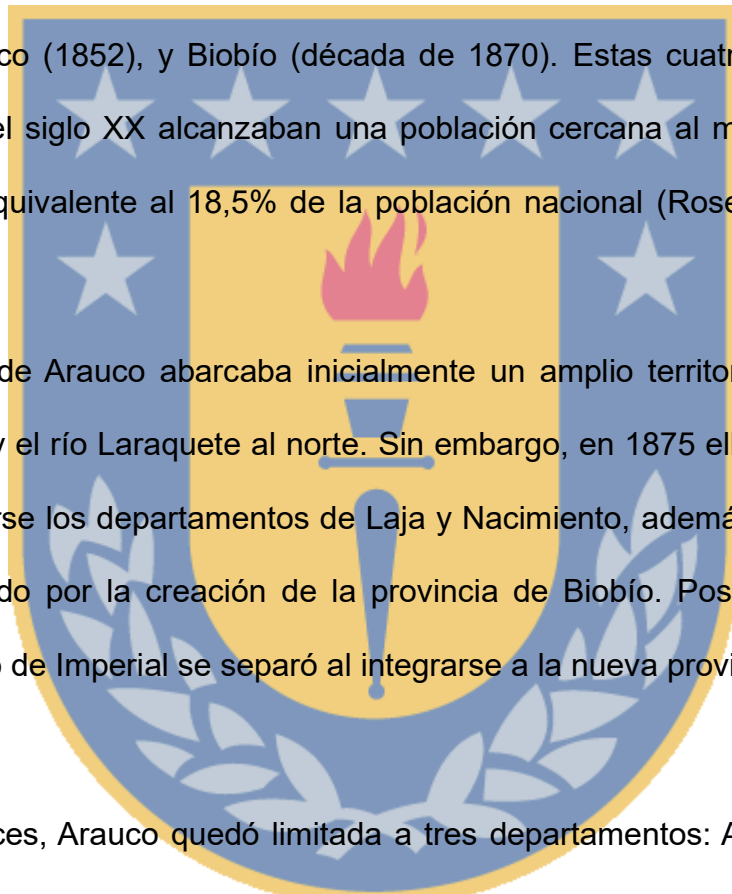 co (1852), y Biobío (década de 1870). Estas cuatr
el siglo XX alcanzaban una población cercana al m
quivalente al 18,5% de la población nacional (Rose
de Arauco abarcaba inicialmente un amplio territor
y el río Laraquete al norte. Sin embargo, en 1875 ell
rse los departamentos de Laja y Nacimiento, ademá
do por la creación de la provincia de Biobío. Pos
o de Imperial se separó al integrarse a la nueva provi
ces, Arauco quedó limitada a tres departamentos: A